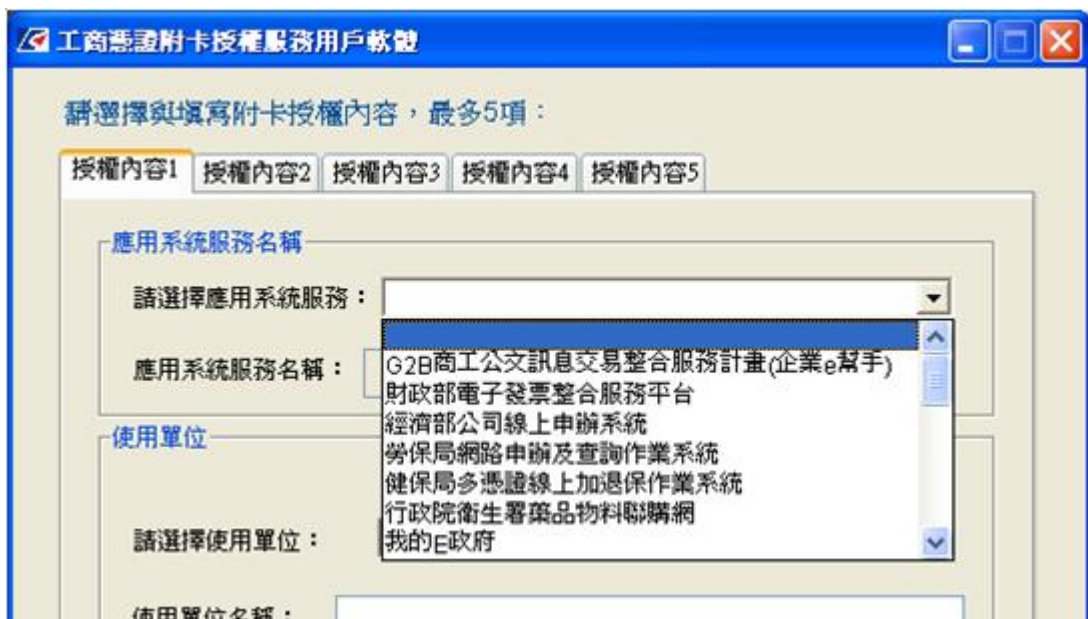 工商憑證附卡授權服務用戶軟體
請選擇與填寫附卡授權內容，最多5項：
授權內容1 授權內容2 授權內容3 授權內容4 授權內容5
應用系統服務名稱
請選擇應用系統服務：
應用系統服務名稱：
G2B商工公文訊息交易整合服務計畫(企業e幫手)
財政部電子發票整合服務平台
經濟部公司線上申辦系統
勞保局網路申辦及查詢作業系統
健保局多憑證線上加退保作業系統
行政院衛生署藥品物料聯購網
我的E政府
使用單位
請選擇使用單位：
使用單位名稱：